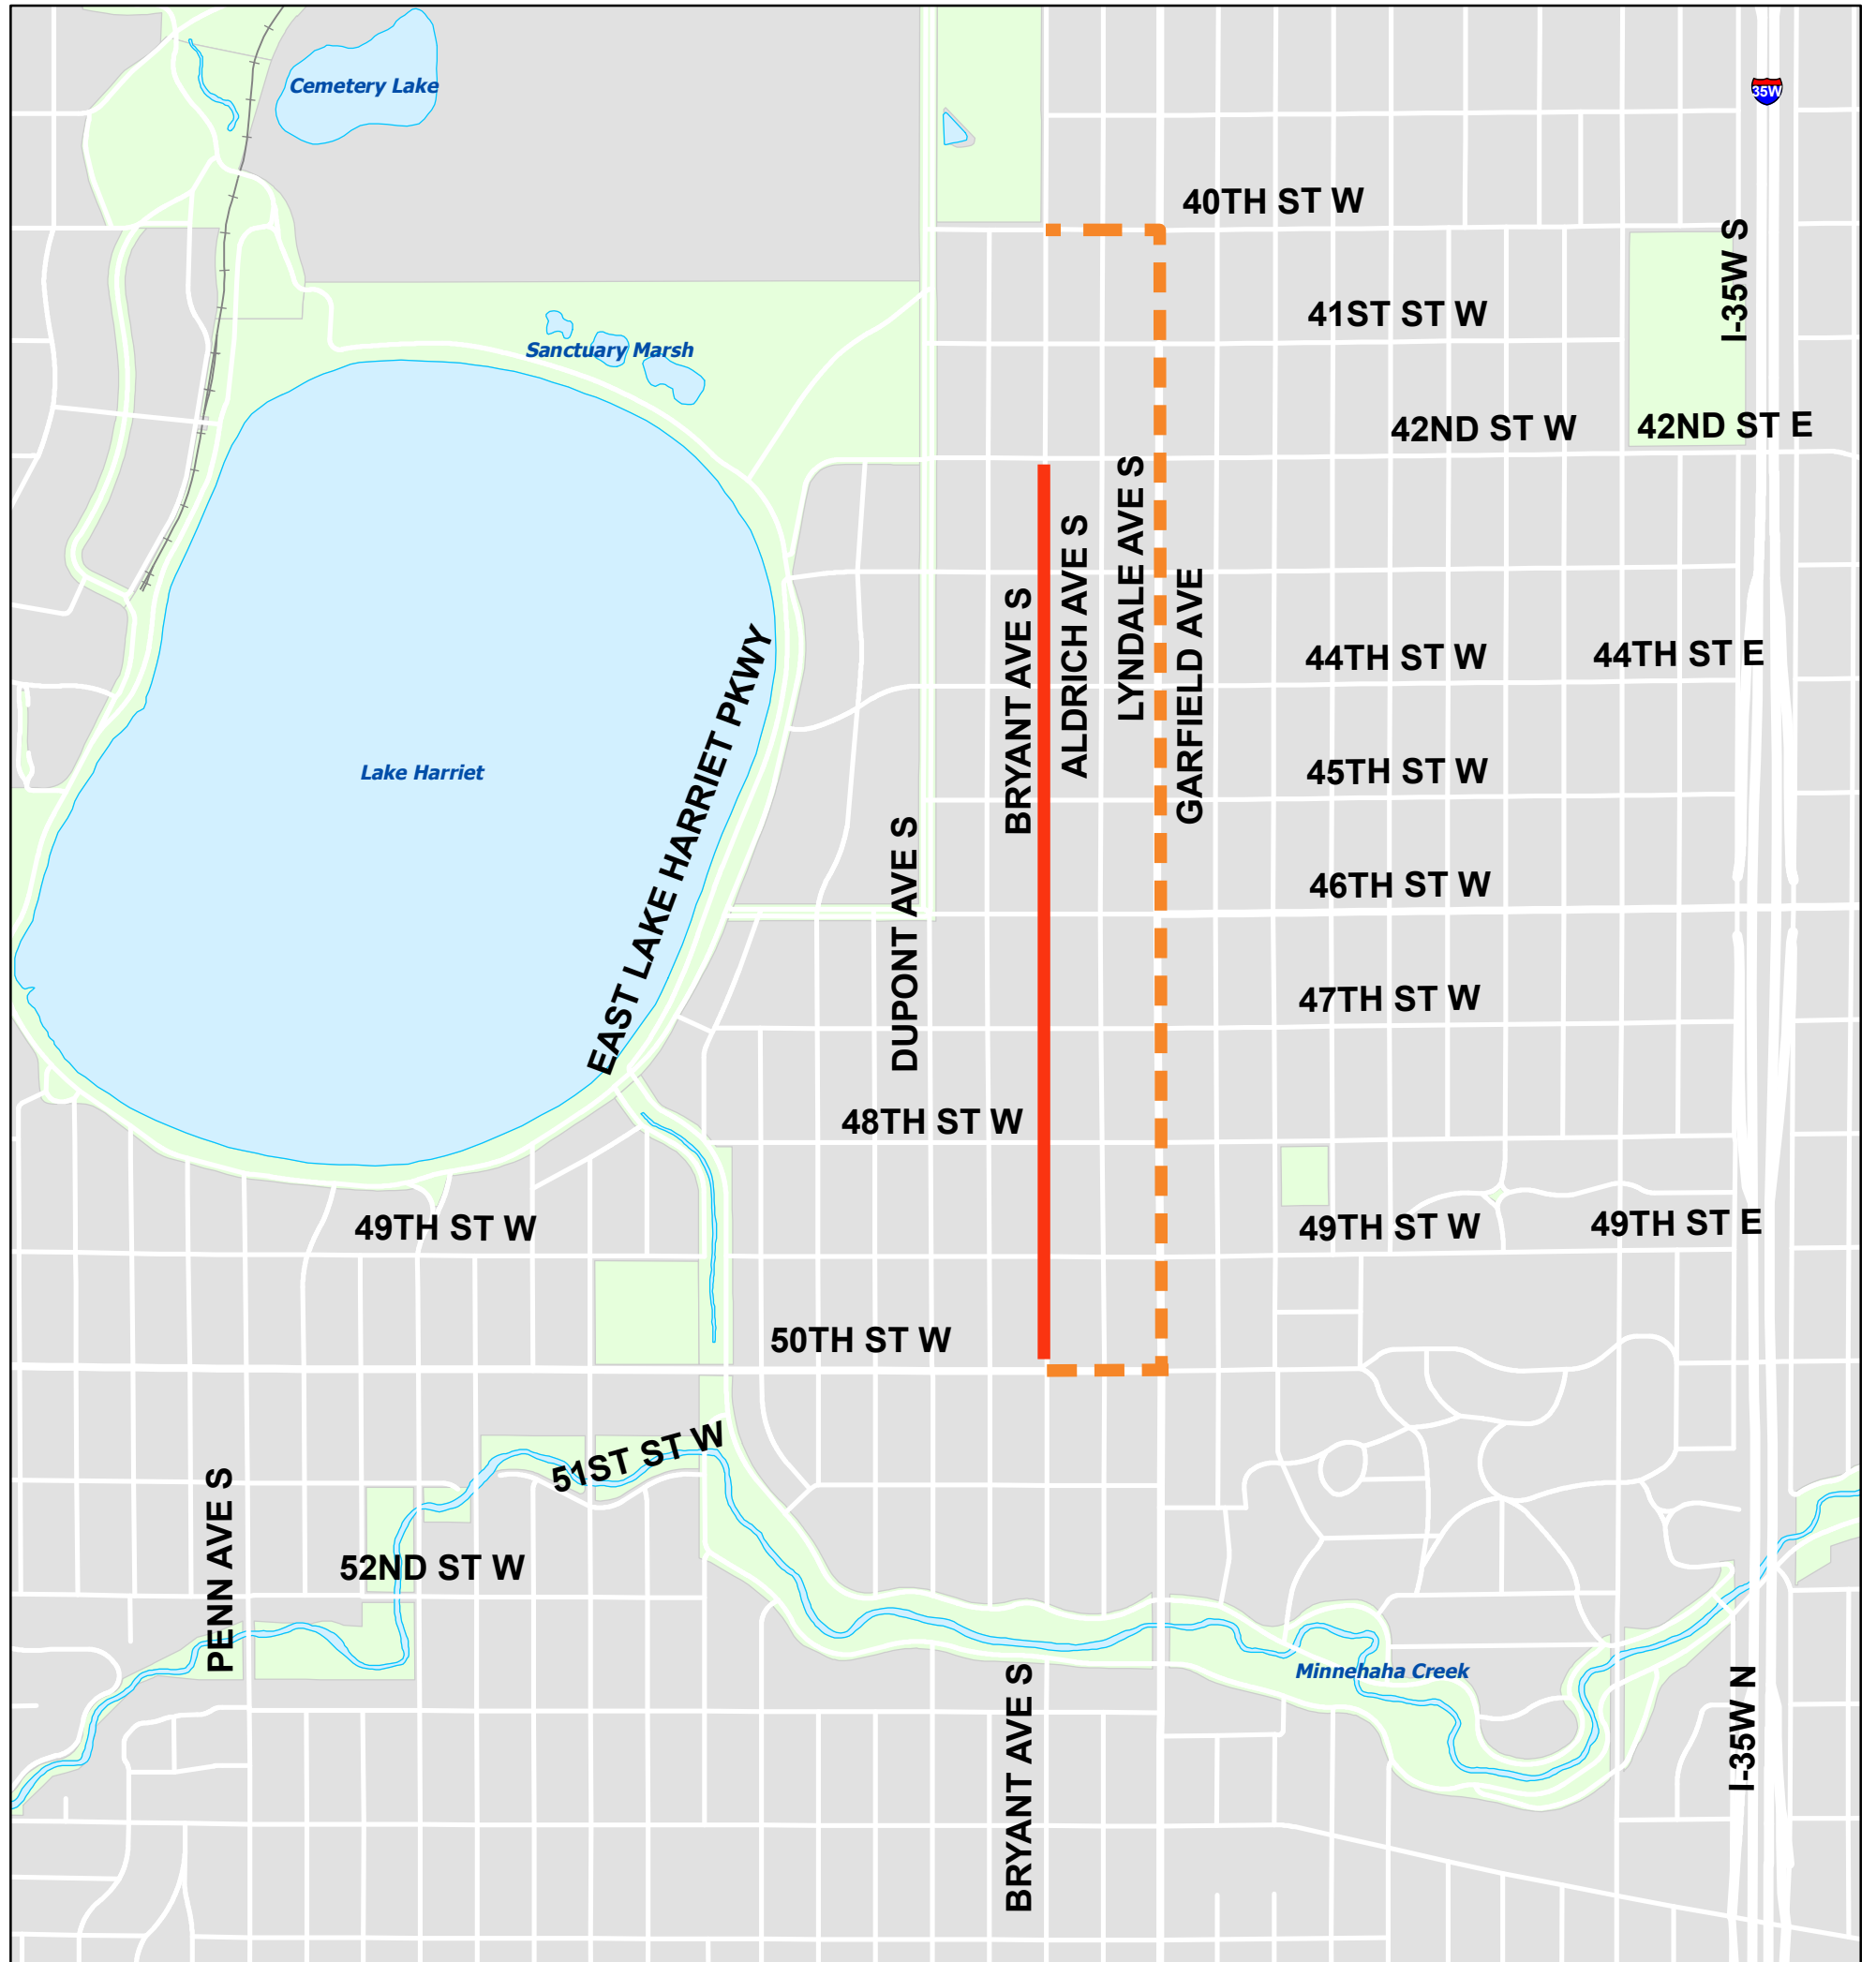 Cemetery Lake
35W
40TH ST W
I-35W S
41ST ST W
Sanctuary Marsh
42ND ST W
42ND ST E
LYNDALE AVE S
ALDRICH AVE S
GARFIELD AVE
BRYANT AVE S
EAST LAKE HARRIET PKWY
44TH ST W
44TH ST E
Lake Harriet
45TH ST W
DUPONT AVE S
46TH ST W
47TH ST W
48TH ST W
49TH ST W
49TH ST W
49TH ST E
50TH ST W
51ST ST W
PENN AVE S
52ND ST W
Minnehaha Creek
BRYANT AVE S
I-35W N